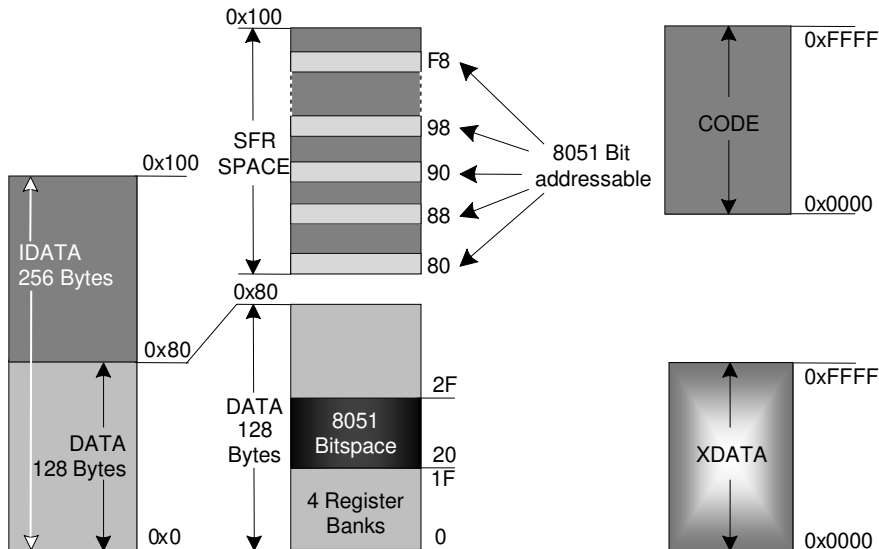 0x100
IDATA
256 Bytes
0x80
DATA
128 Bytes
0x0
0x100
SFR
SPACE
F8
98
90
88
80
8051 Bit
addressable
0x80
DATA
128
Bytes
2F
8051
Bitspace
20
1F
4 Register
Banks
0
0xFFFF
CODE
0x0000
0xFFFF
XDATA
0x0000